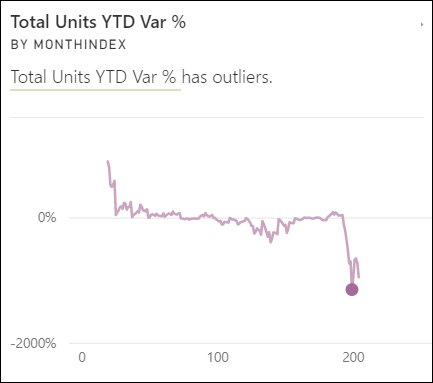 Total Units YTD Var %
BY MONTHINDEX
Total Units YTD Var % has outliers.
0%
-2000%
0 100 200